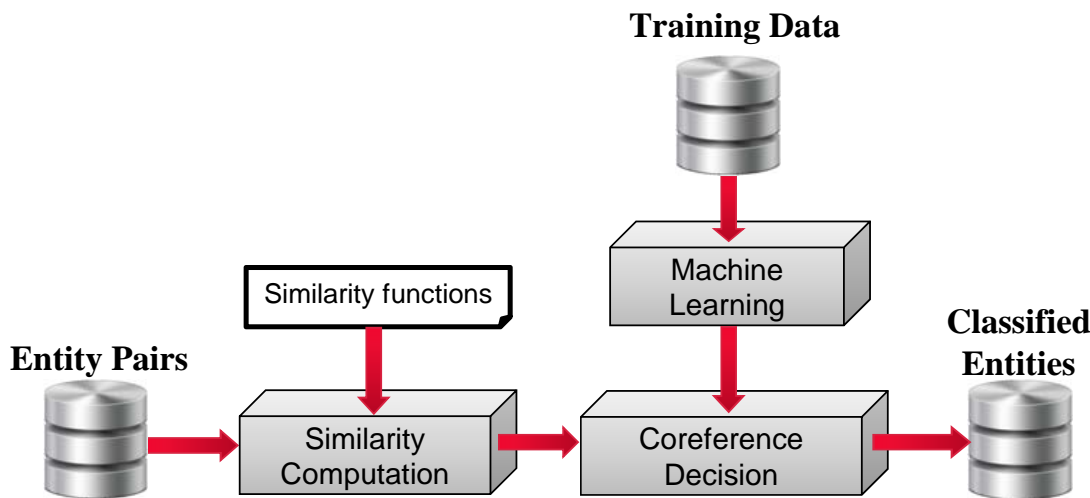 Training Data
Machine
Learning
Similarity functions
Classified
Entities
Entity Pairs
Similarity
Computation
Coreference
Decision